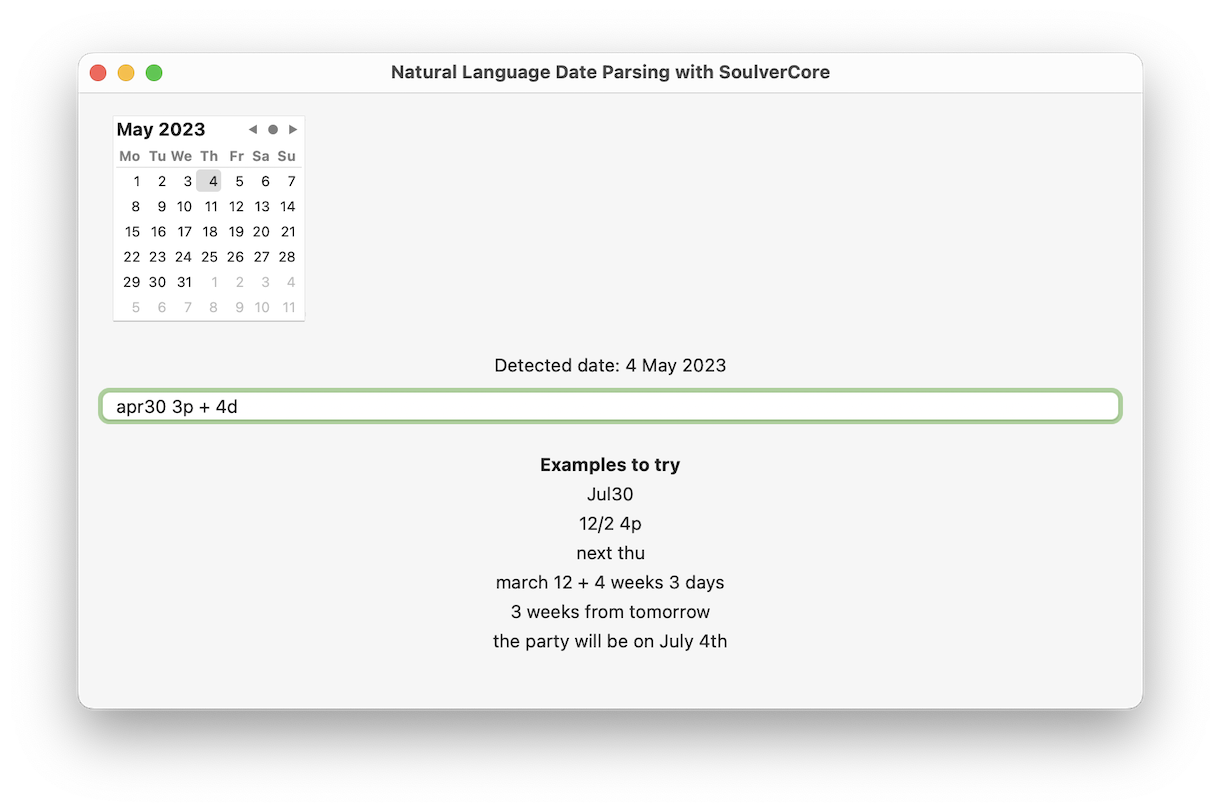 Natural Language Date Parsing with SoulverCore
May 2023
Mo Tu We Th Fr Sa Su
1 2 3 4 5 6 7
8 9 10 11 12 13 14
15 16 17 18 19 20 21
22 23 24 25 26 27 28
29 30 31 1 2 3 4
5 6 7 8 9 10 11
Detected date: 4 May 2023
apr30 3p + 4d
Examples to try
Jul30
12/2 4p
next thu
march 12 + 4 weeks 3 days
3 weeks from tomorrow
the party will be on July 4th